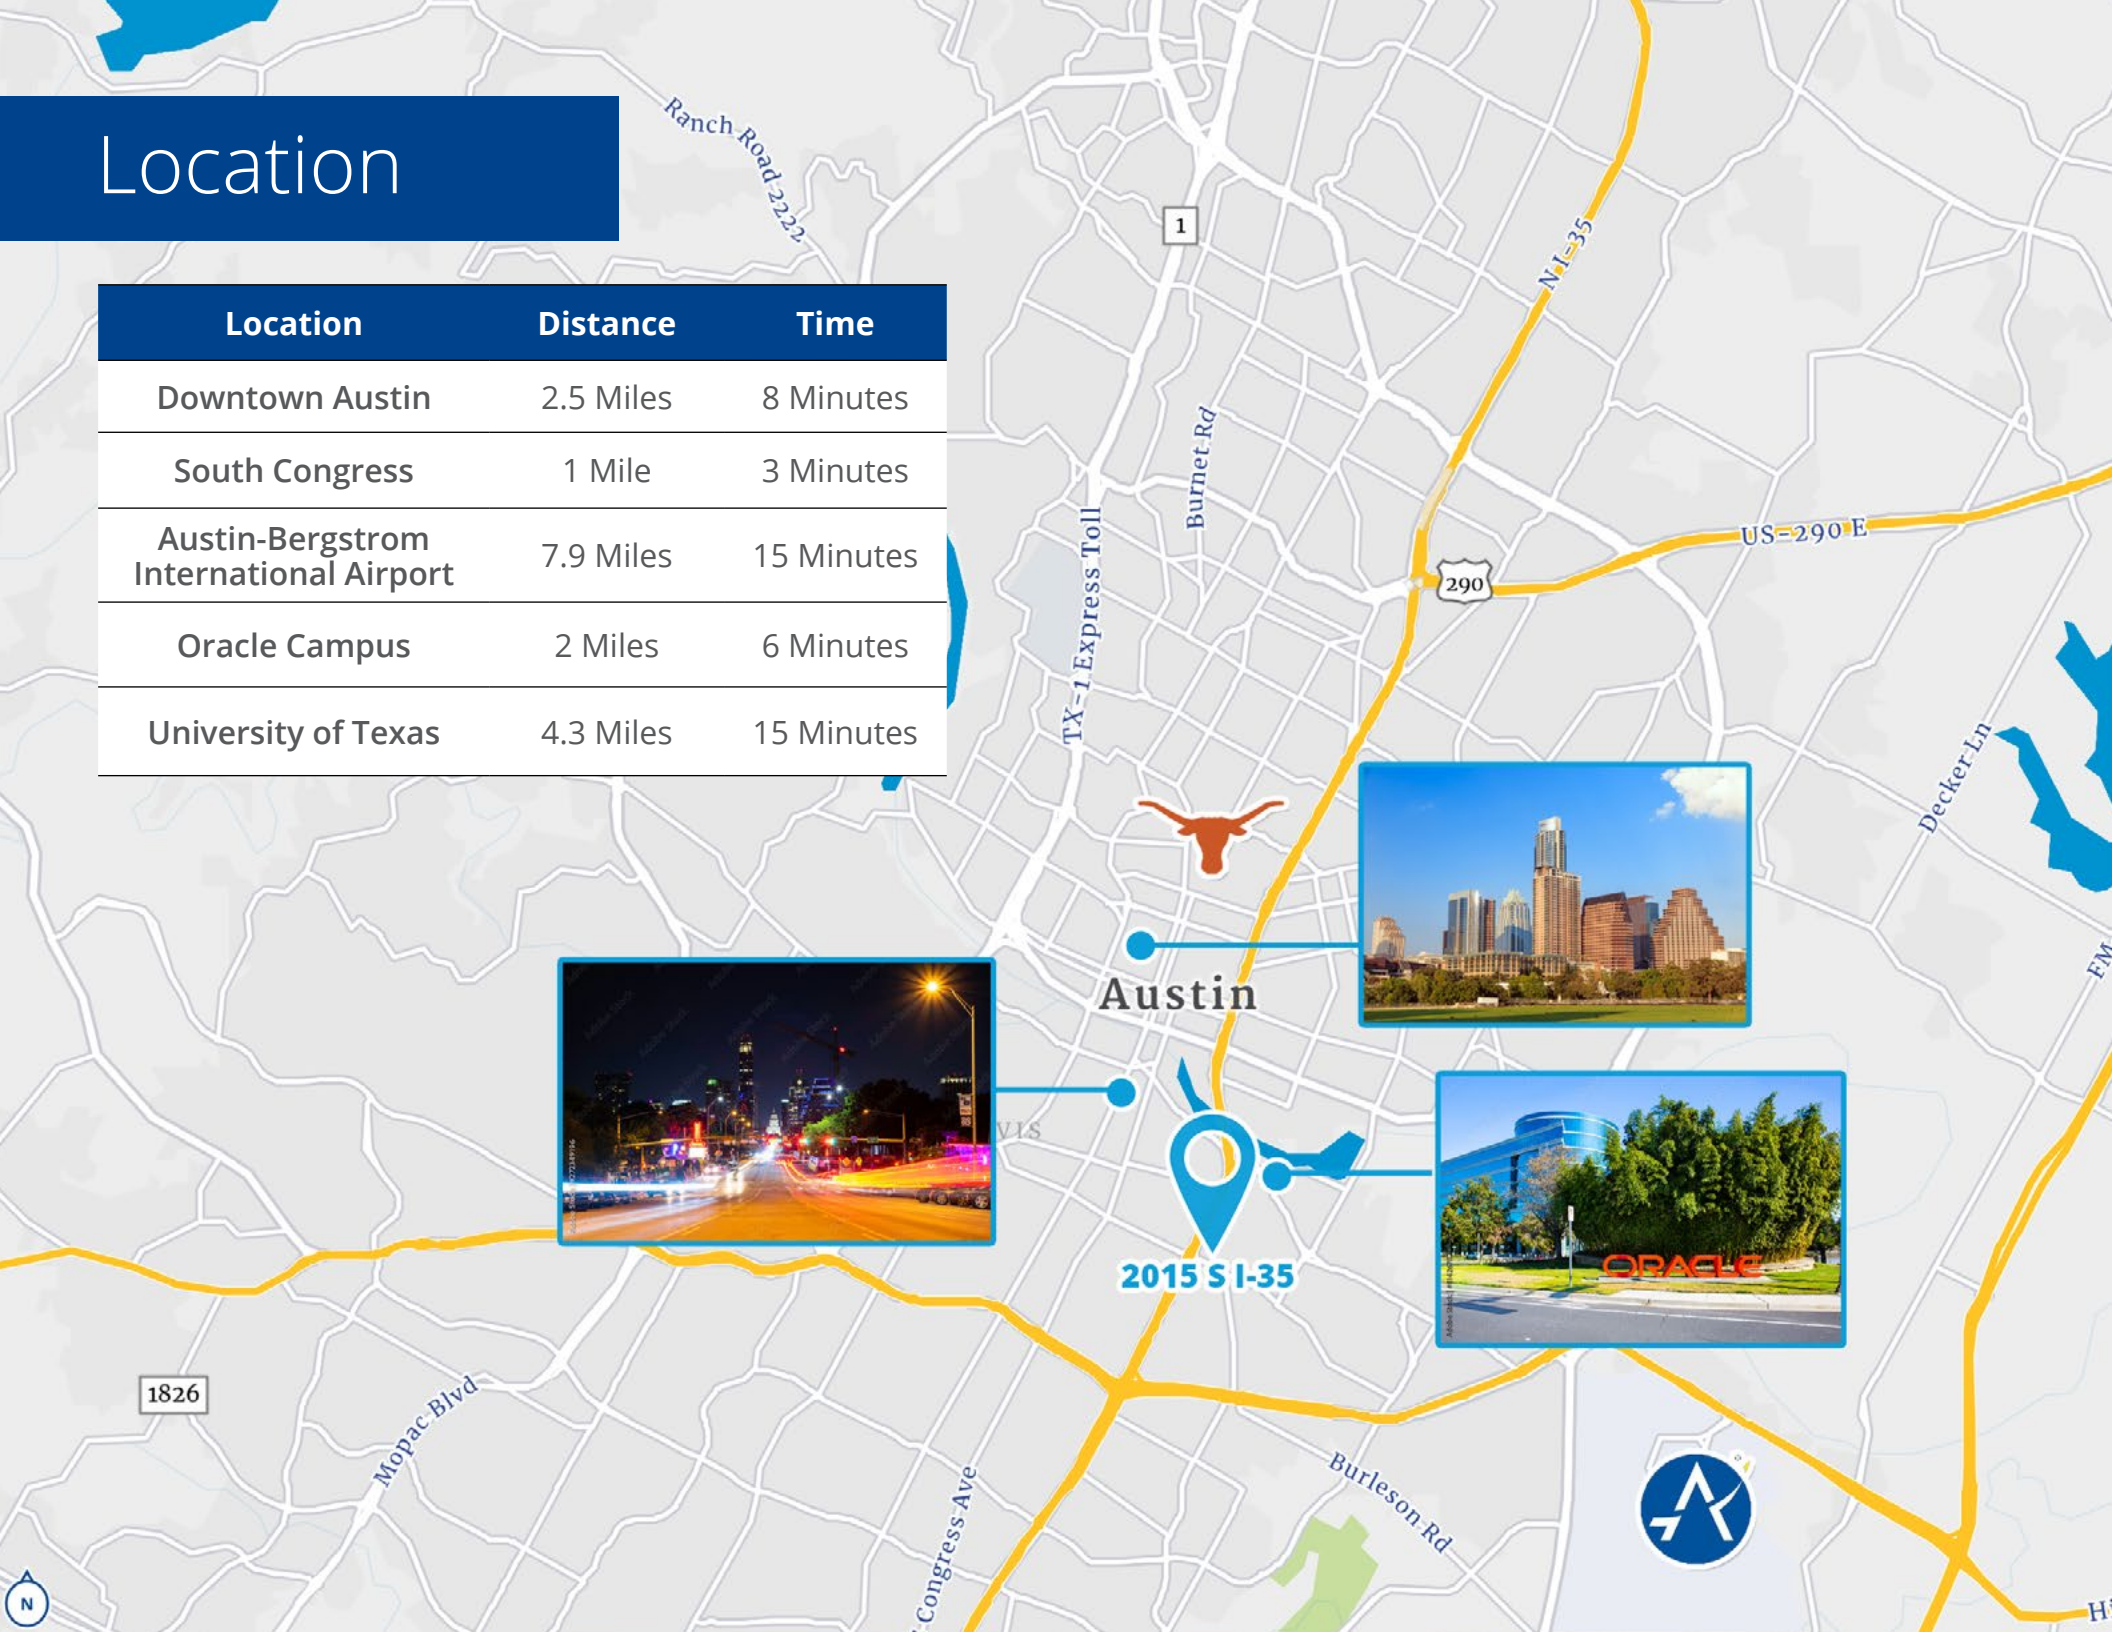 Location
Location Distance Time
Downtown Austin 2.5 Miles 8 Minutes
South Congress 1 Mile 3 Minutes
Austin-Bergstrom
International Airport 7.9 Miles 15 Minutes
Oracle Campus 2 Miles 6 Minutes
University of Texas 4.3 Miles 15 Minutes
Ranch Road 2222
1
N I-35
Burnet Rd
TX-1 Express Toll
US-290 E
290
Decker Ln
FM
Austin
VIS
2015 S I-35
ORACLE
1826
Mopac Blvd
Congress Ave
Burleson Rd
N